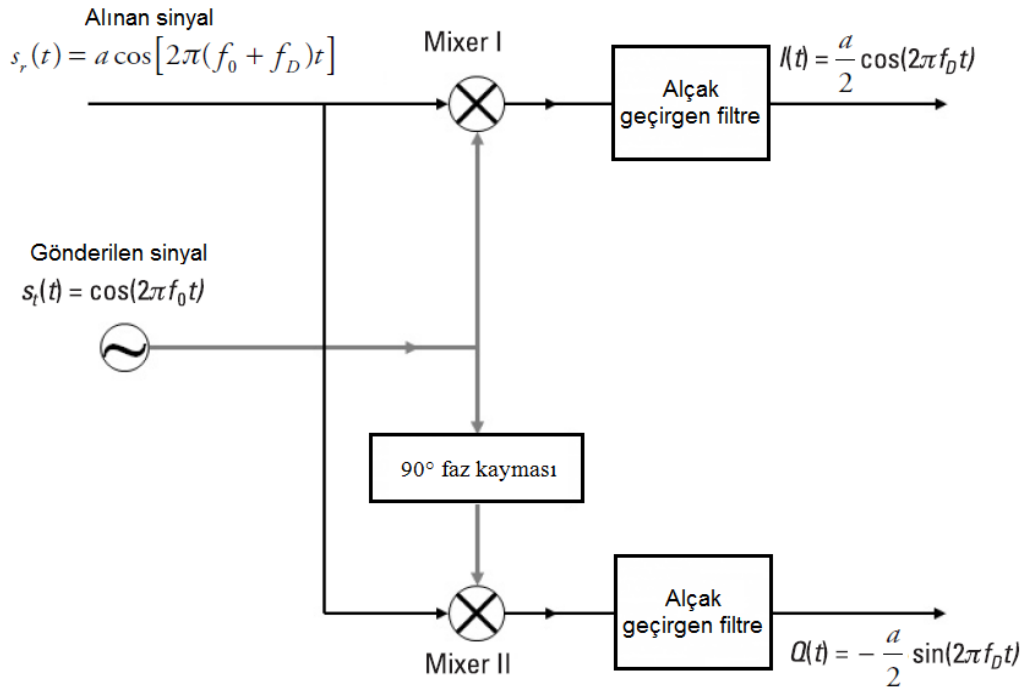 Alınan sinyal
s_r(t) = a cos[2π(f_0 + f_D)t]
Mixer I
Alçak
geçirgen filtre
I(t) = a/2 cos(2πf_Dt)
Gönderilen sinyal
s_t(t) = cos(2πf_0t)
90° faz kayması
Mixer II
Alçak
geçirgen filtre
Q(t) = - a/2 sin(2πf_Dt)